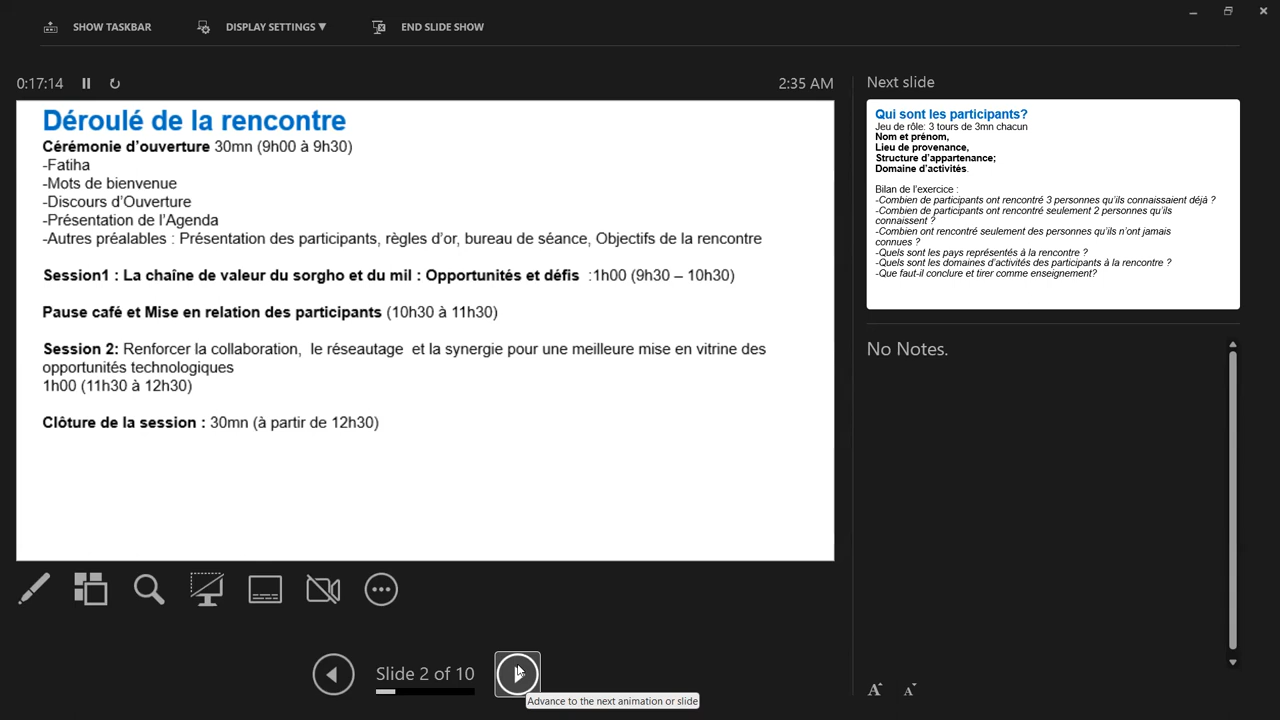 SHOW TASKBAR
DISPLAY SETTINGS ▼
END SLIDE SHOW
0:17:14
2:35 AM
Déroulé de la rencontre
Cérémonie d’ouverture 30mn (9h00 à 9h30)
-Fatiha
-Mots de bienvenue
-Discours d’Ouverture
-Présentation de l’Agenda
-Autres préalables : Présentation des participants, règles d’or, bureau de séance, Objectifs de la rencontre
Session1 : La chaîne de valeur du sorgho et du mil : Opportunités et défis :1h00 (9h30 – 10h30)
Pause café et Mise en relation des participants (10h30 à 11h30)
Session 2: Renforcer la collaboration, le réseautage et la synergie pour une meilleure mise en vitrine des
opportunités technologiques
1h00 (11h30 à 12h30)
Clôture de la session : 30mn (à partir de 12h30)
Slide 2 of 10
Advance to the next animation or slide
Next slide
Qui sont les participants?
Jeu de rôle: 3 tours de 3mn chacun
Nom et prénom,
Lieu de provenance,
Structure d’appartenance;
Domaine d’activités.
Bilan de l’exercice :
-Combien de participants ont rencontré 3 personnes qu’ils connaissaient déjà ?
-Combien de participants ont rencontré seulement 2 personnes qu’ils
connaissent ?
-Combien ont rencontré seulement des personnes qu’ils n’ont jamais
connues ?
-Quels sont les pays représentés à la rencontre ?
-Quels sont les domaines d’activités des participants à la rencontre ?
-Que faut-il conclure et tirer comme enseignement?
No Notes.
A A